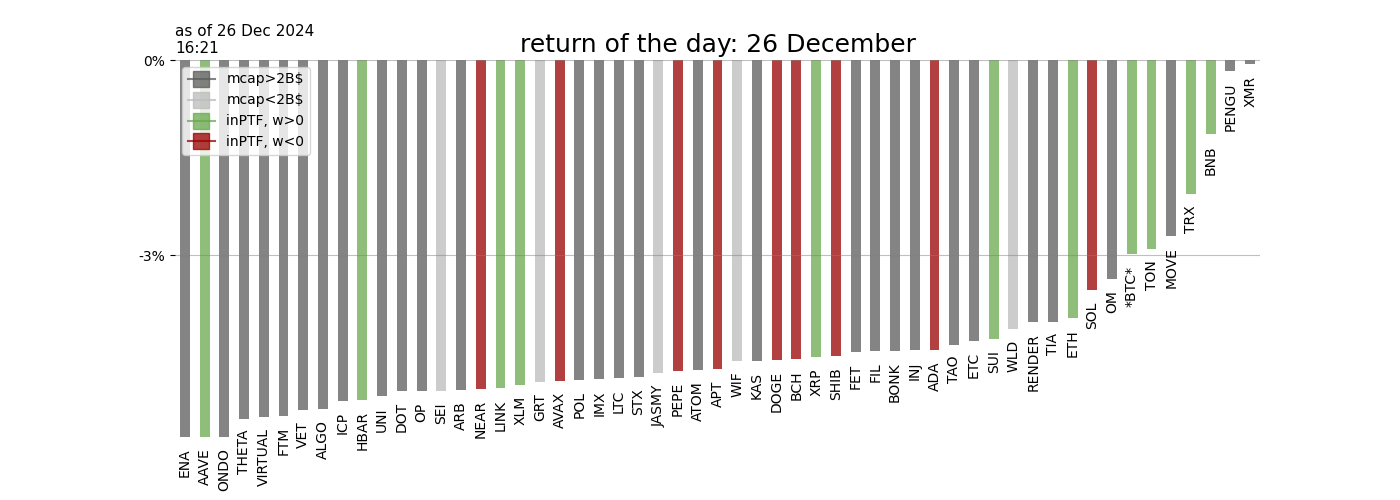 as of 26 Dec 2024
16:21
return of the day: 26 December
0%
-3%
mcap>2B$
mcap<2B$
inPTF, w>0
inPTF, w<0
ENA
AAVE
ONDO
THETA
VIRTUAL
FTM
VET
ALGO
ICP
HBAR
UNI
DOT
OP
SEI
ARB
NEAR
LINK
XLM
GRT
AVAX
POL
IMX
LTC
STX
JASMY
PEPE
ATOM
APT
WIF
KAS
DOGE
BCH
XRP
SHIB
FET
FIL
BONK
INJ
ADA
TAO
ETC
SUI
WLD
RENDER
TIA
ETH
SOL
OM
*BTC*
TON
MOVE
TRX
BNB
PENGU
XMR